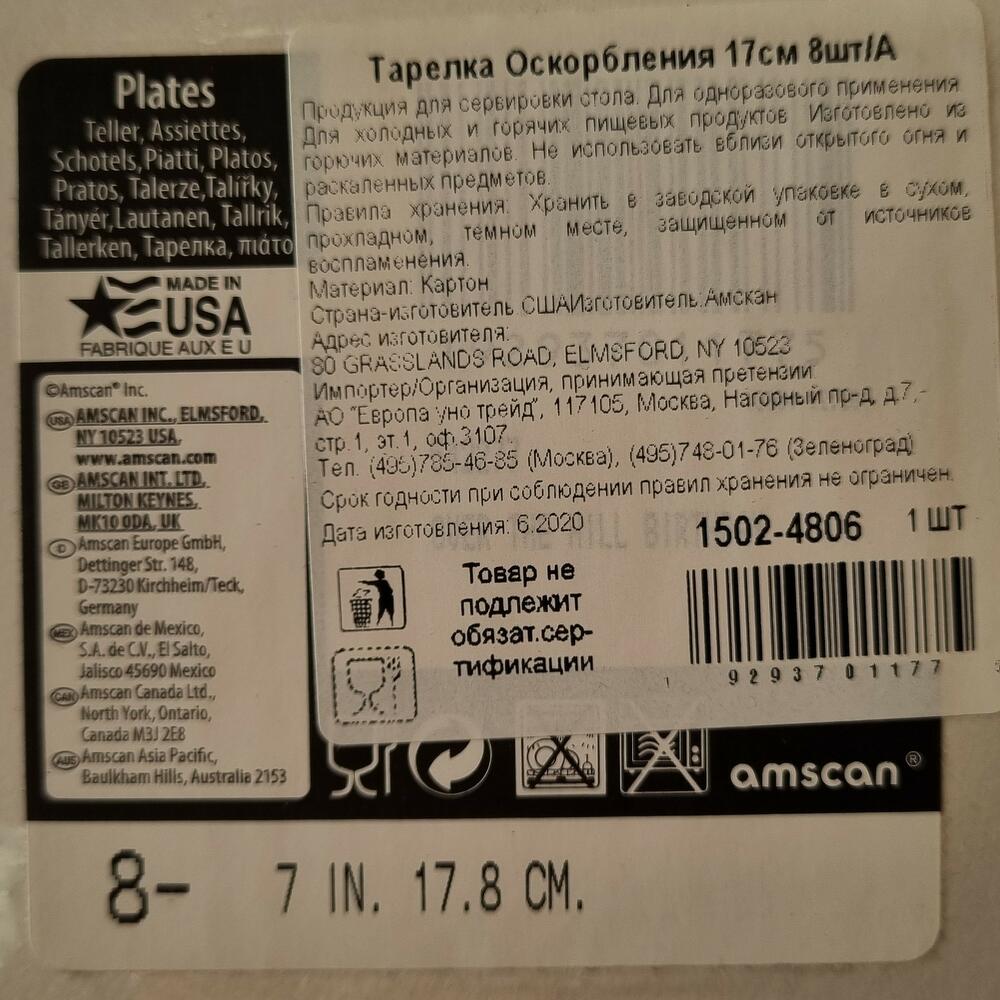 Plates
Teller, Assiettes,
Schotels, Piatti, Platos,
Pratos, Talerze, Talířky,
Tányér, Lautanen, Tallrik,
Tallerken, Тарелка, πιάτο
MADE IN
USA
FABRIQUE AUX E U
©Amscan® Inc.
USA AMSCAN INC., ELMSFORD,
NY 10523 USA,
www.amscan.com
GB AMSCAN INT. LTD,
MILTON KEYNES,
MK10 0DA, UK
D Amscan Europe GmbH,
Dettinger Str. 148,
D-73230 Kirchheim/Teck,
Germany
MEX Amscan de Mexico,
S.A. de C.V., El Salto,
Jalisco 45690 Mexico
CAN Amscan Canada Ltd.,
North York, Ontario,
Canada M3J 2E8
AUS Amscan Asia Pacific,
Baulkham Hills, Australia 2153
Тарелка Оскорбления 17см 8шт/А
Продукция для сервировки стола. Для одноразового применения
Для холодных и горячих пищевых продуктов Изготовлено из
горючих материалов. Не использовать вблизи открытого огня и
раскаленных предметов.
Правила хранения: Хранить в заводской упаковке в сухом,
прохладном, темном месте, защищенном от источников
воспламенения.
Материал: Картон
Страна-изготовитель СШАИзготовитель:Амскан
Адрес изготовителя:
80 GRASSLANDS ROAD, ELMSFORD, NY 10523
Импортер/Организация, принимающая претензии:
АО "Европа уно трейд", 117105, Москва, Нагорный пр-д, д.7,-
стр.1, эт.1, оф.3107.
Тел. (495)785-46-85 (Москва), (495)748-01-76 (Зеленоград)
Срок годности при соблюдении правил хранения не ограничен.
Дата изготовления: 6.2020
1502-4806 1 ШТ
Товар не
подлежит
обязат.сер-
тификации
92937 01177
amscan®
8- 7 IN. 17.8 CM.